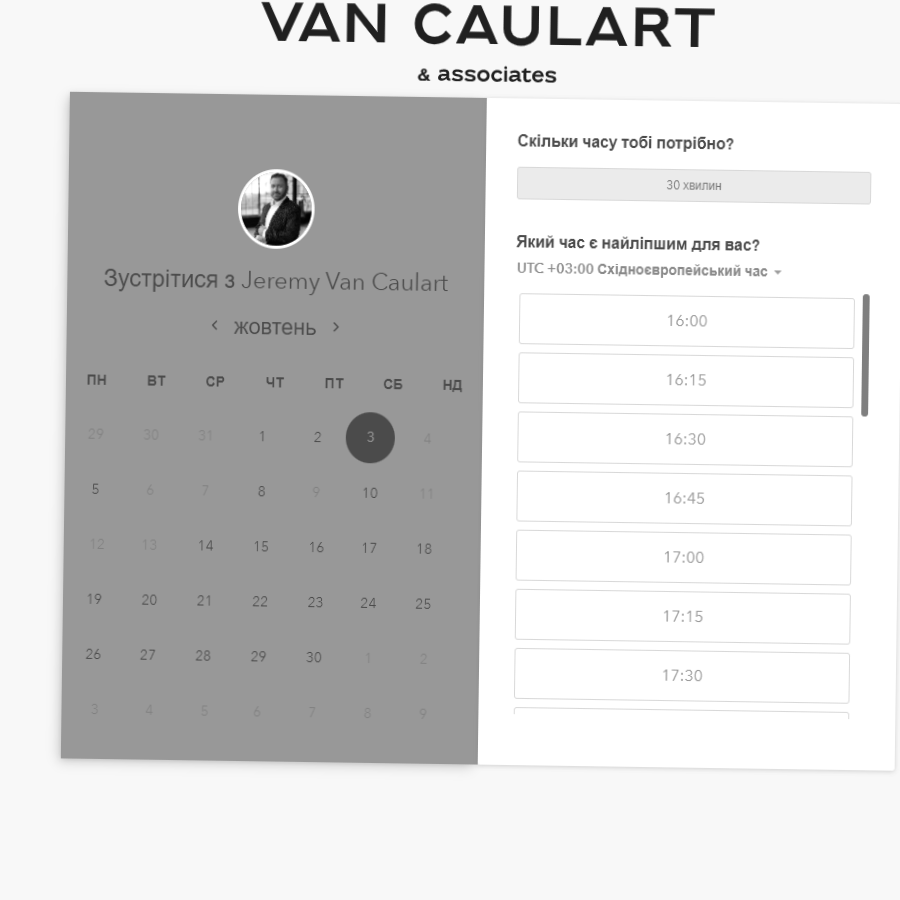 VAN CAULART
& associates
Зустрітися з Jeremy Van Caulart
жовтень
ПН ВТ СР ЧТ ПТ СБ НД
29 30 31 1 2 3 4
5 6 7 8 9 10 11
12 13 14 15 16 17 18
19 20 21 22 23 24 25
26 27 28 29 30 1 2
3 4 5 6 7 8 9
Скільки часу тобі потрібно?
30 хвилин
Який час є найліпшим для вас?
UTC +03:00 Східноєвропейський час
16:00
16:15
16:30
16:45
17:00
17:15
17:30